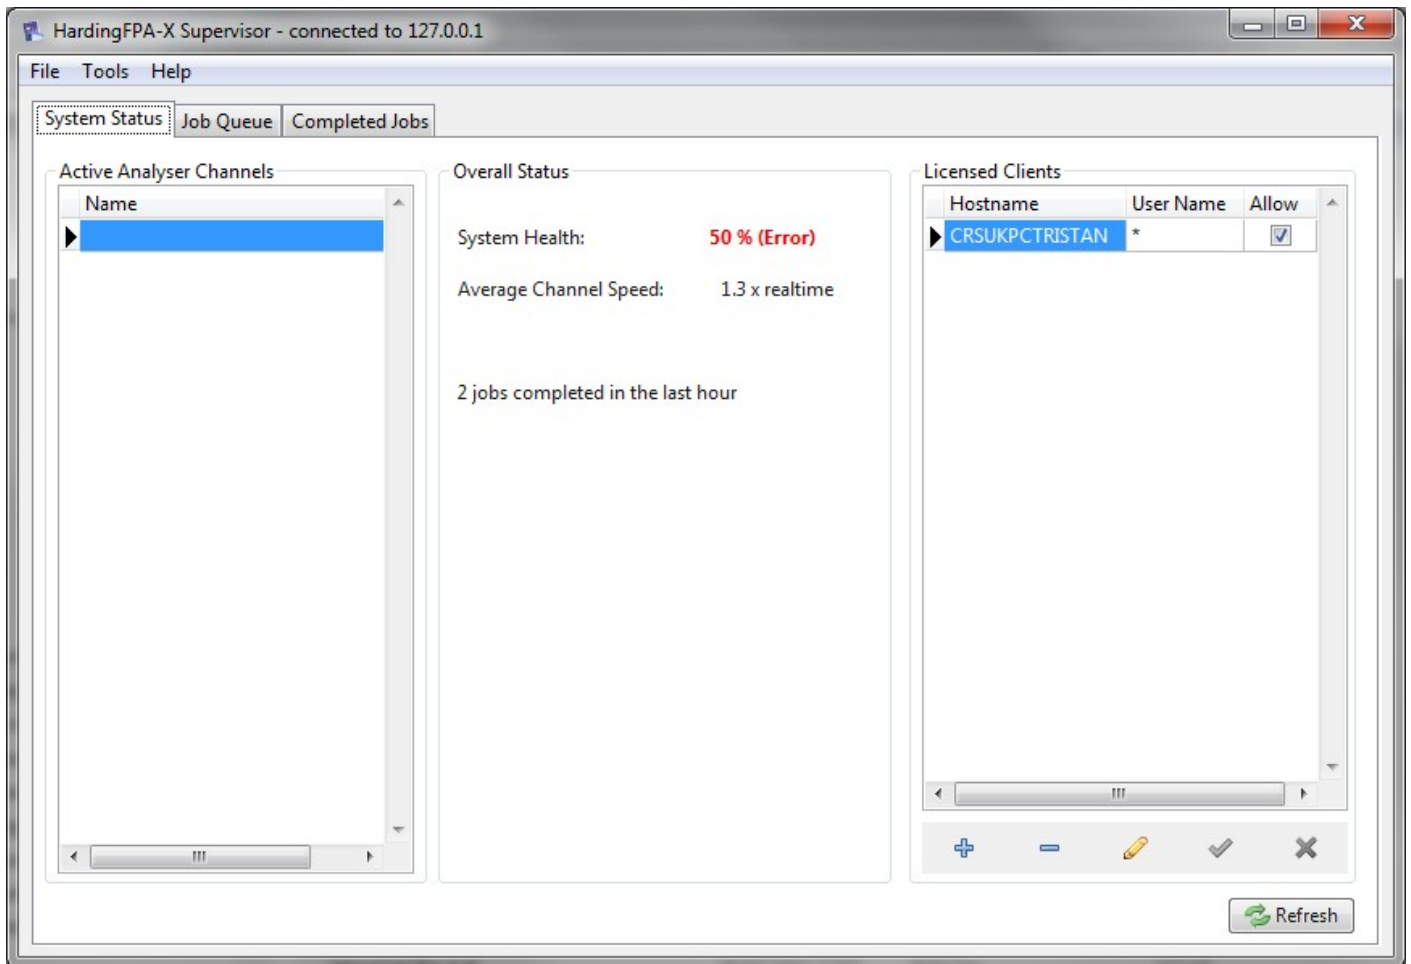 HardingFPA-X Supervisor - connected to 127.0.0.1
File Tools Help
System Status Job Queue Completed Jobs
Active Analyser Channels
Name
Overall Status
System Health: 50 % (Error)
Average Channel Speed: 1.3 x realtime
2 jobs completed in the last hour
Licensed Clients
Hostname User Name Allow
CRSUKPCTRISTAN *
Refresh